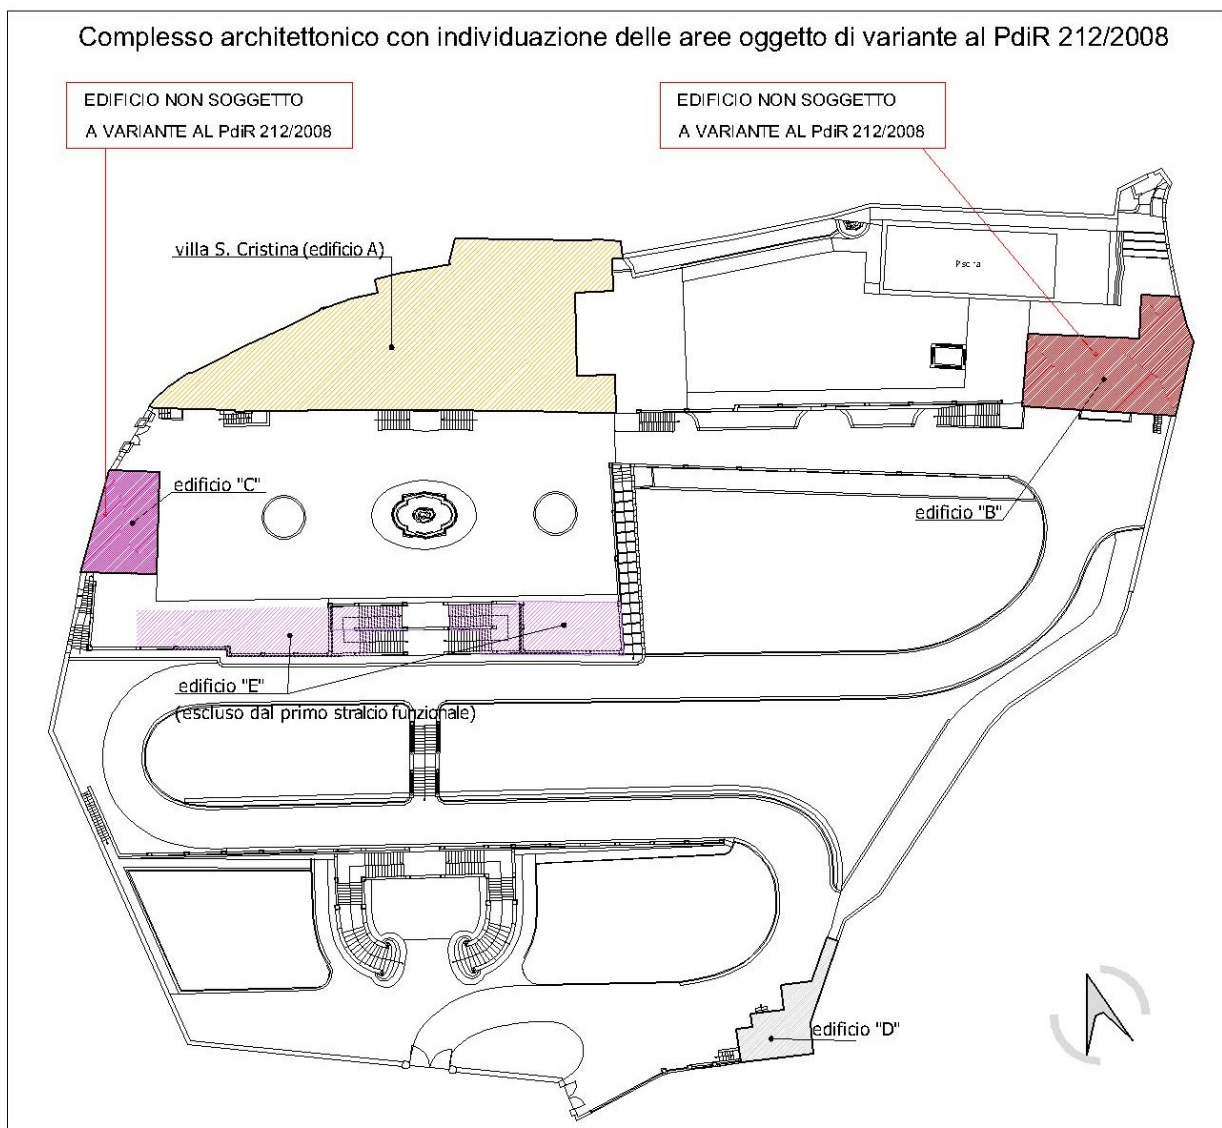 Complesso architettonico con individuazione delle aree oggetto di variante al PdiR 212/2008
EDIFICIO NON SOGGETTO
A VARIANTE AL PdiR 212/2008
EDIFICIO NON SOGGETTO
A VARIANTE AL PdiR 212/2008
villa S. Cristina (edificio A)
Piscina
edificio "C"
edificio "B"
edificio "E"
(escluso dal primo stralcio funzionale)
edificio "D"